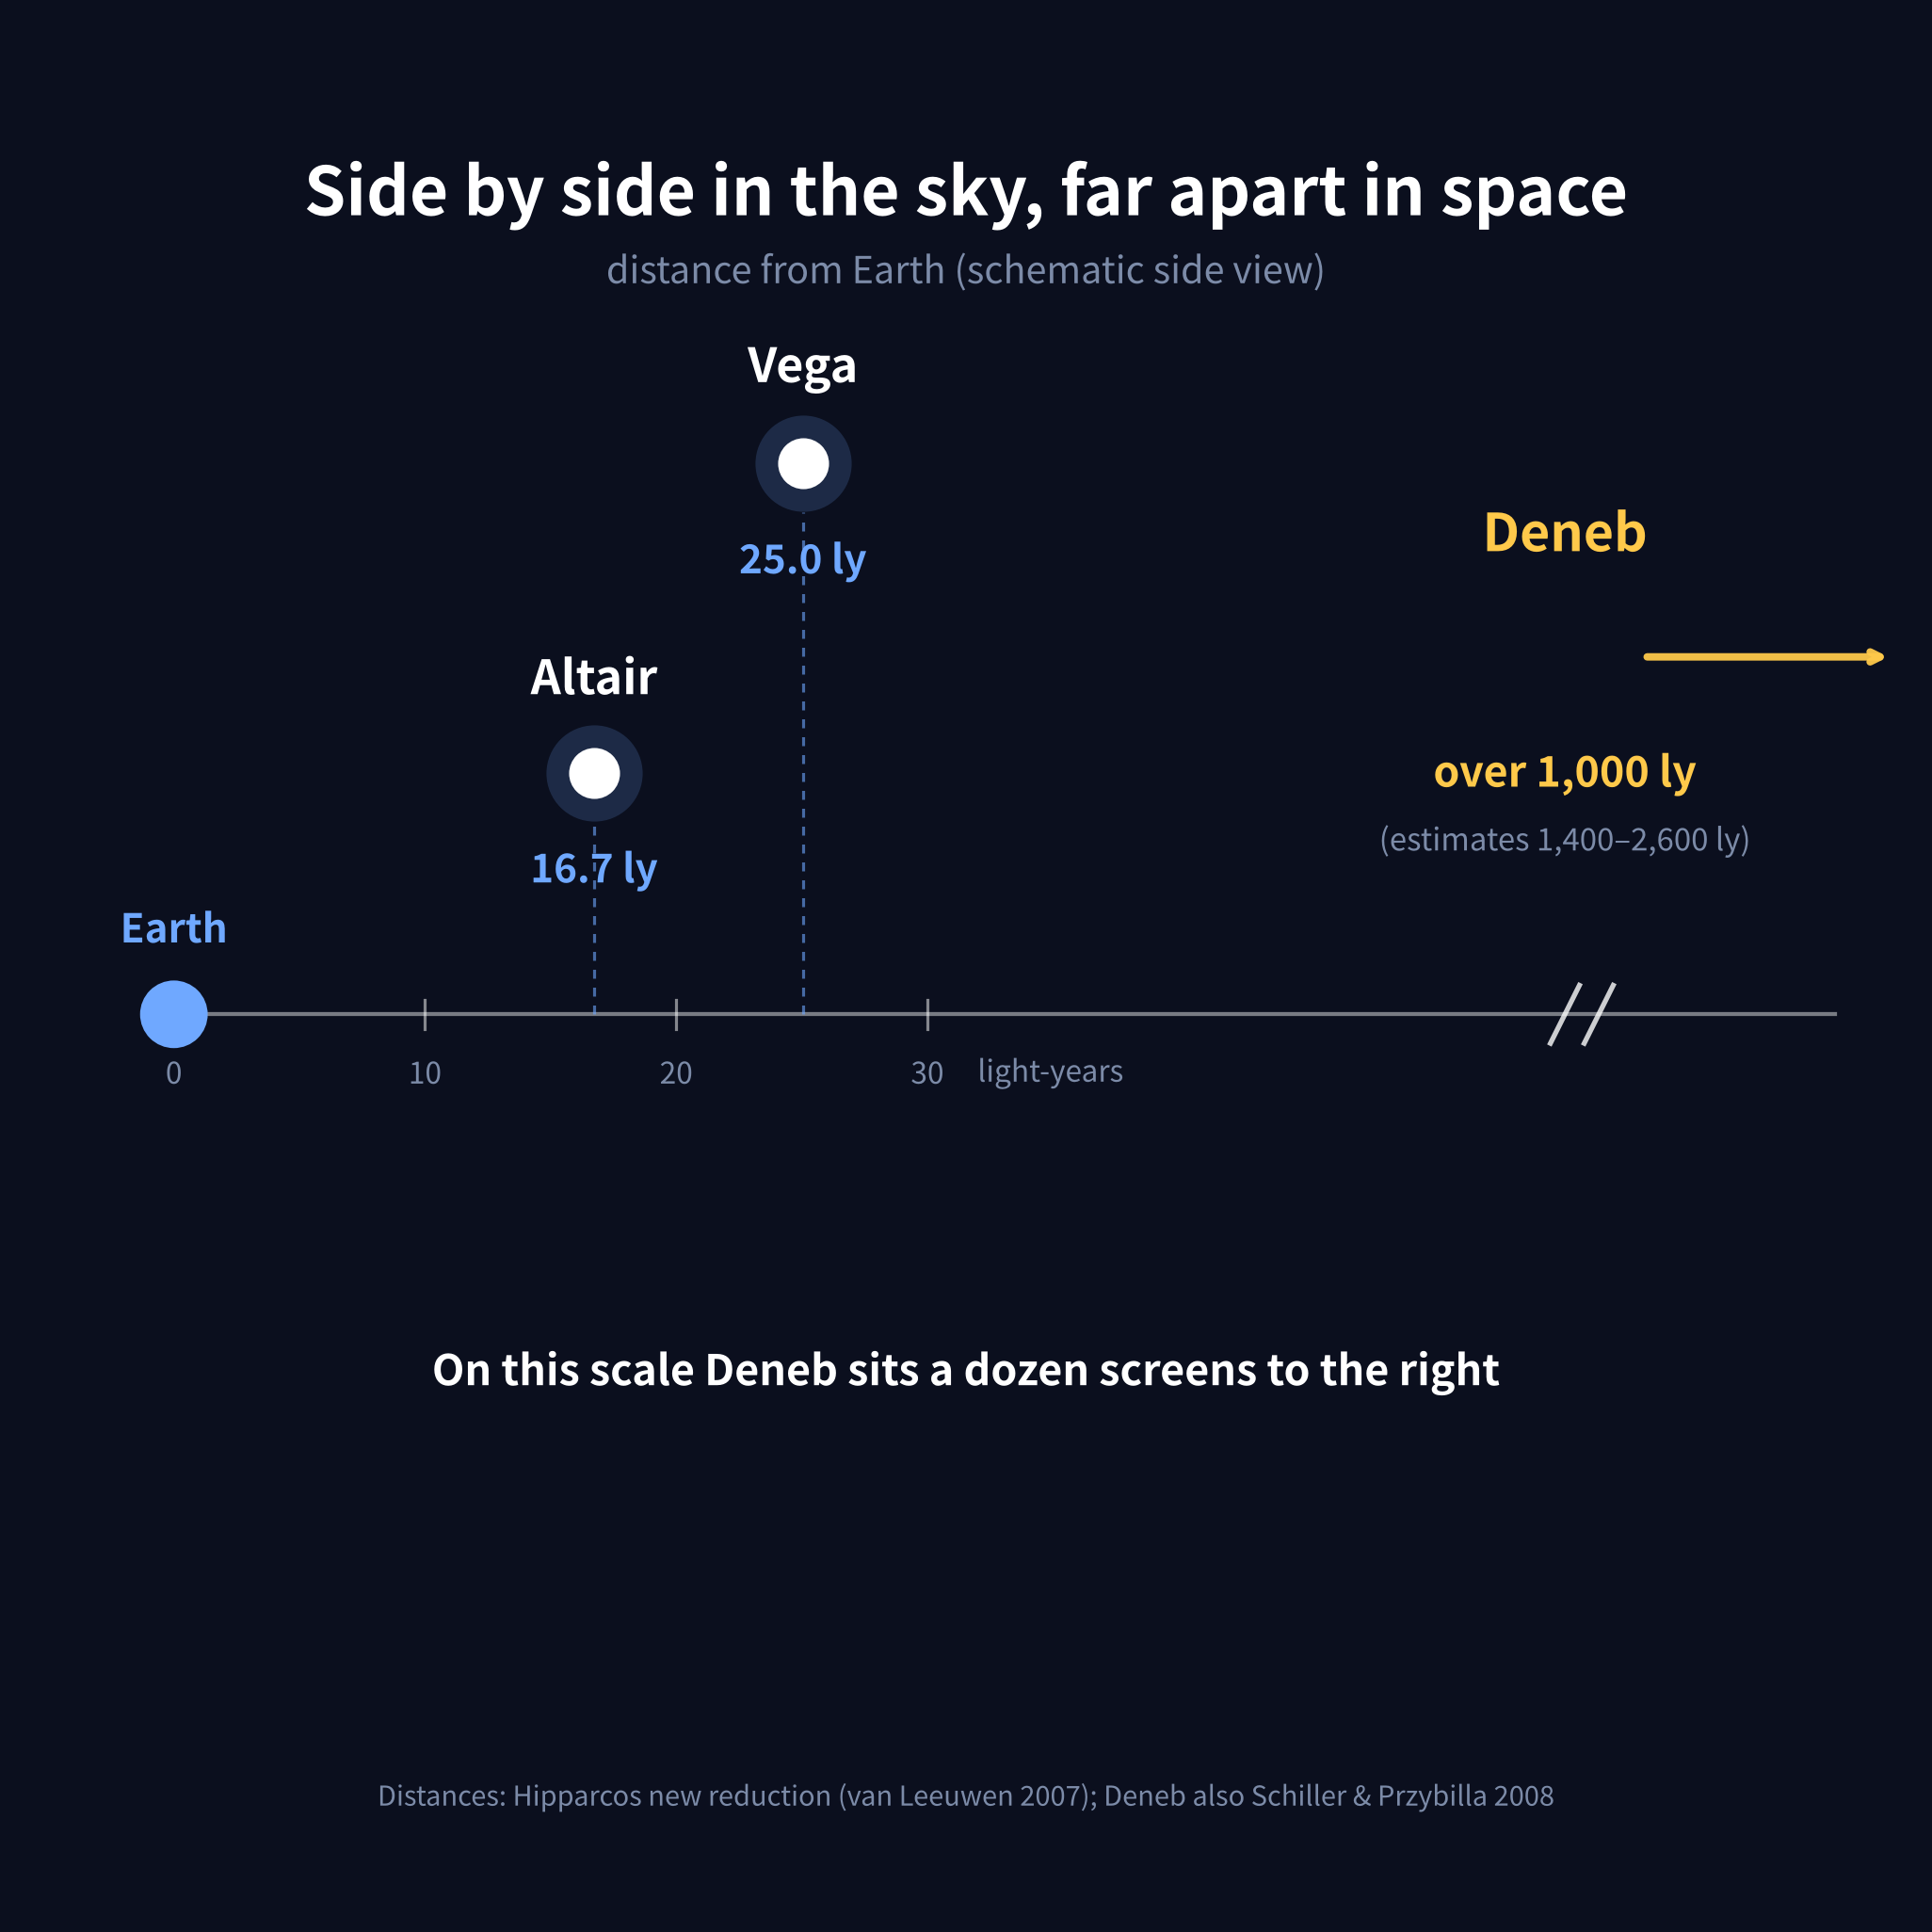 Side by side in the sky, far apart in space
distance from Earth (schematic side view)
Vega
25.0 ly
Deneb
Altair
over 1,000 ly
(estimates 1,400–2,600 ly)
16.7 ly
Earth
0 10 20 30 light-years
On this scale Deneb sits a dozen screens to the right
Distances: Hipparcos new reduction (van Leeuwen 2007); Deneb also Schiller & Przybilla 2008